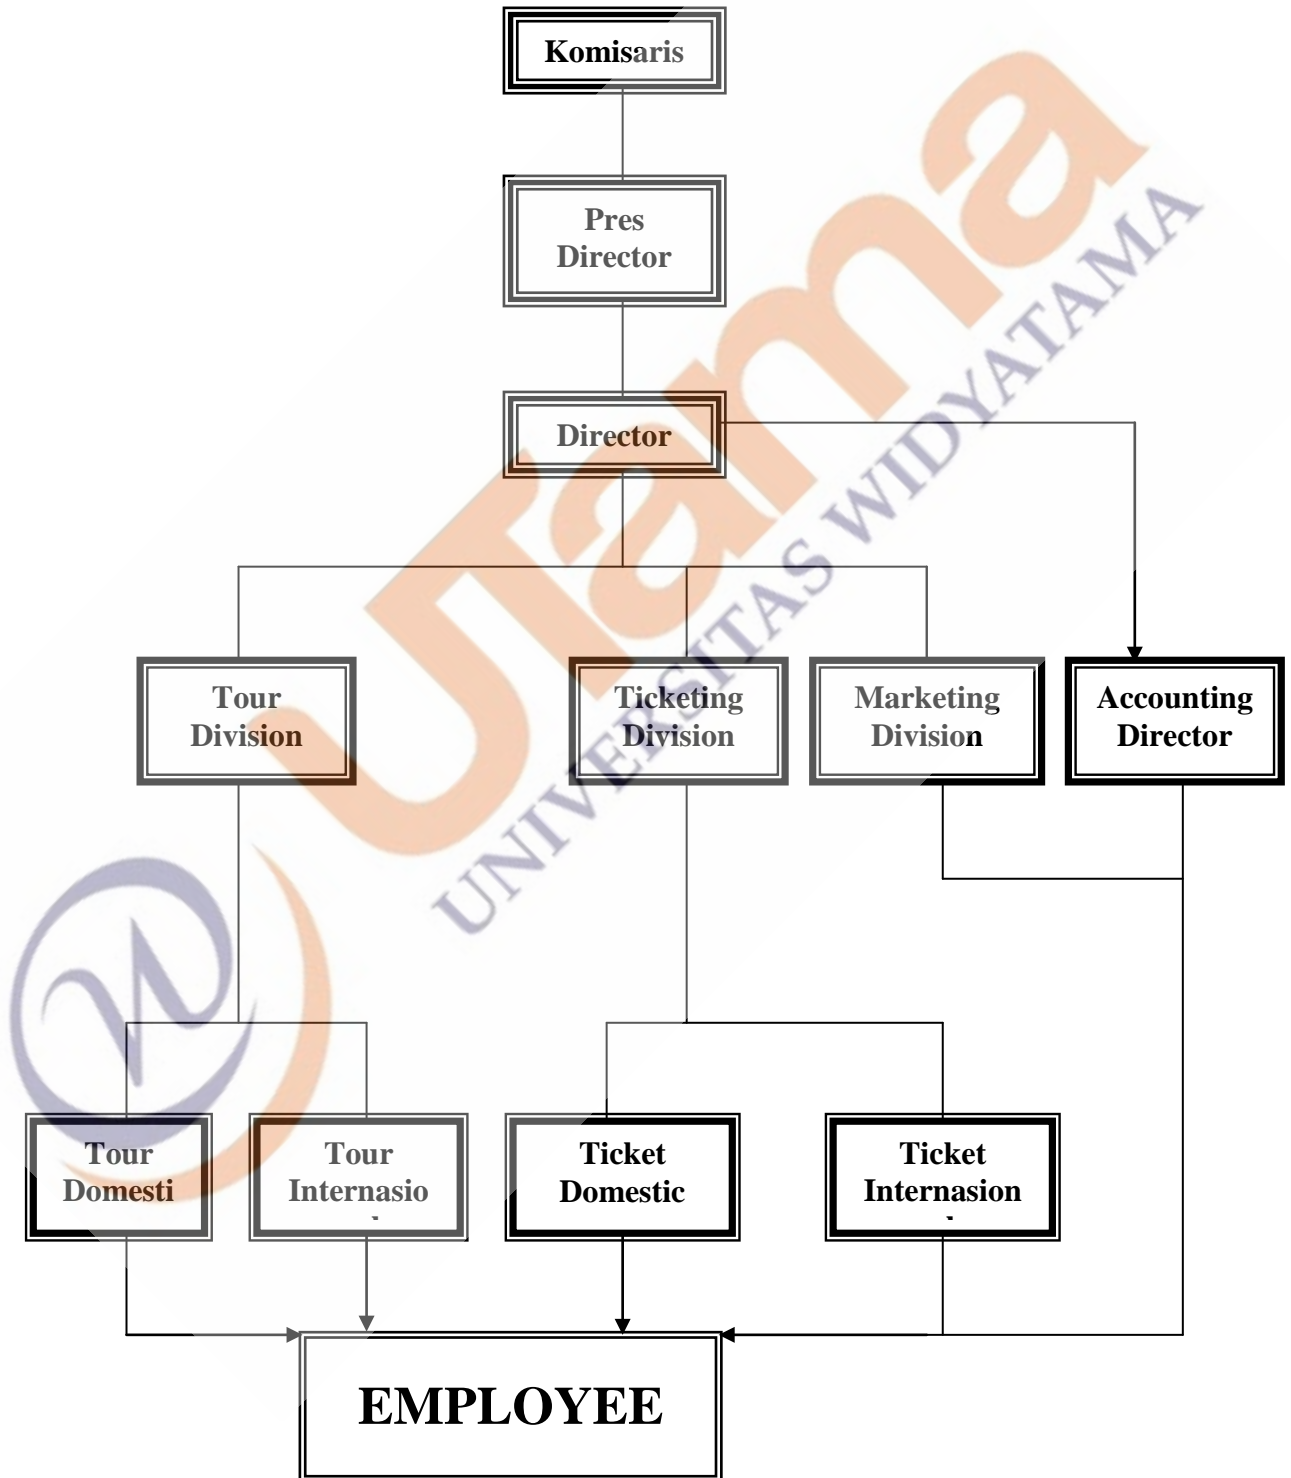 Komisaris
Pres
Director
Director
Tour
Division
Ticketing
Division
Marketing
Division
Accounting
Director
Tour
Domesti
Tour
Internasio
Ticket
Domestic
Ticket
Internasion
EMPLOYEE
UTama
UNIVERSITAS WIDYATAMA